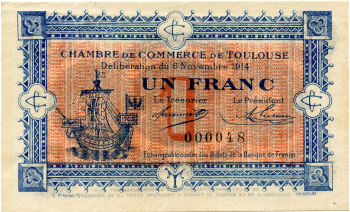 CHAMBRE DE COMMERCE DE TOULOUSE
Délibération du 6 Novembre 1914
UN FRANC
Le Trésorier Le Président
000048
Echangeable contre des Billets de la Banque de France